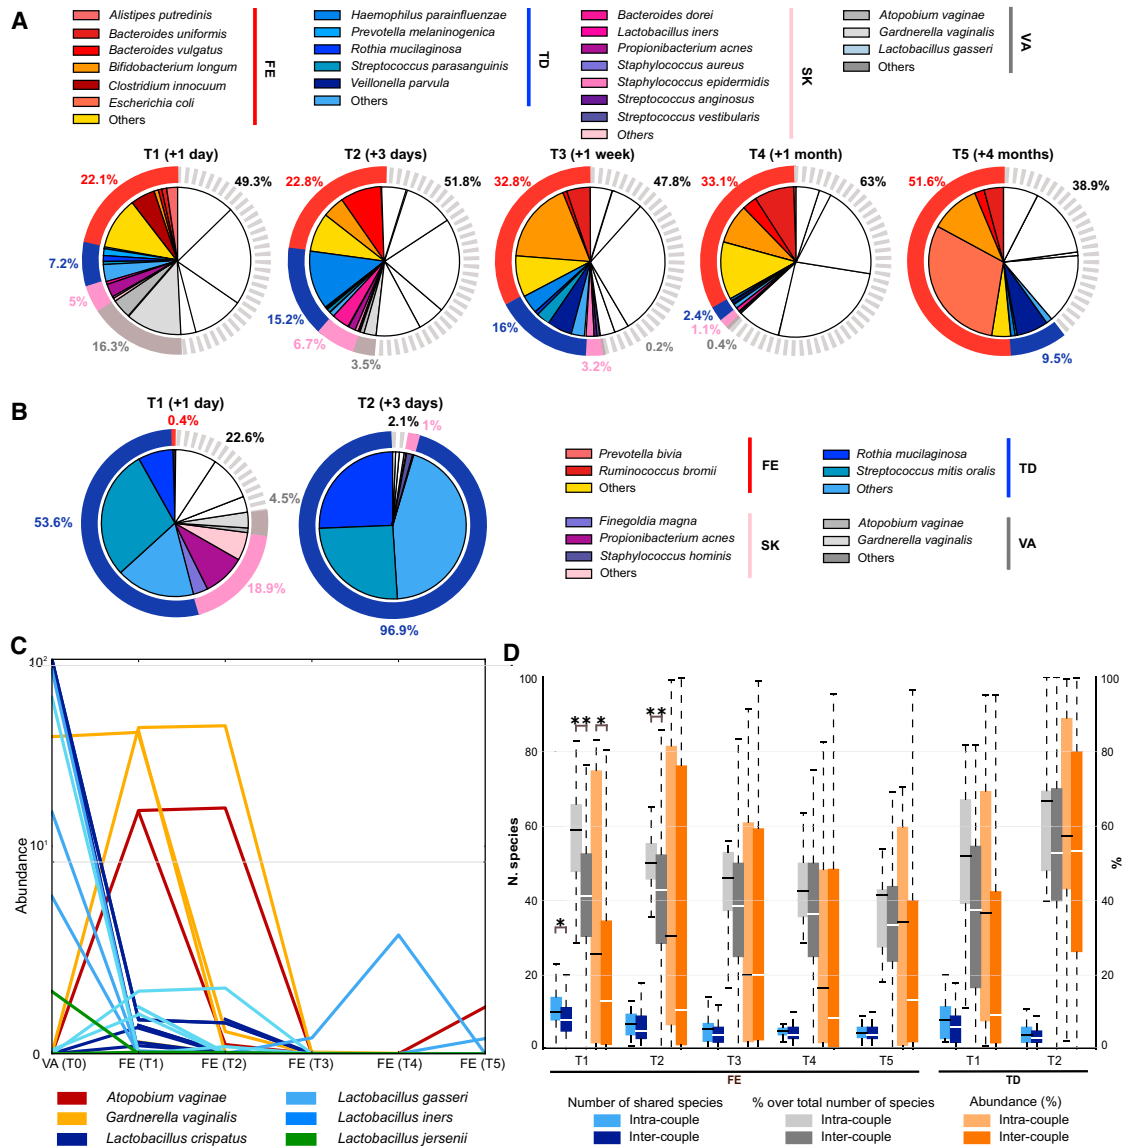 A
Alistipes putredinis
Bacteroides uniformis
Bacteroides vulgatus
Bifidobacterium longum
Clostridium innocuum
Escherichia coli
Others
FE
Haemophilus parainfluenzae
Prevotella melaninogenica
Rothia mucilaginosa
Streptococcus parasanguinis
Veillonella parvula
Others
TD
Bacteroides dorei
Lactobacillus iners
Propionibacterium acnes
Staphylococcus aureus
Staphylococcus epidermidis
Streptococcus anginosus
Streptococcus vestibularis
Others
SK
Atopobium vaginae
Gardnerella vaginalis
Lactobacillus gasseri
Others
VA
T1 (+1 day)
22.1%
49.3%
7.2%
5%
16.3%
T2 (+3 days)
22.8%
51.8%
15.2%
6.7%
3.5%
T3 (+1 week)
32.8%
47.8%
16%
3.2%
0.2%
T4 (+1 month)
33.1%
63%
2.4%
1.1%
0.4%
T5 (+4 months)
51.6%
38.9%
9.5%
B
T1 (+1 day)
0.4%
22.6%
4.5%
53.6%
18.9%
T2 (+3 days)
2.1%
1%
96.9%
Prevotella bivia
Ruminococcus bromii
Others
FE
Rothia mucilaginosa
Streptococcus mitis oralis
Others
TD
Finegoldia magna
Propionibacterium acnes
Staphylococcus hominis
Others
SK
Atopobium vaginae
Gardnerella vaginalis
Others
VA
C
10²
10¹
0
Abundance
VA (T0)
FE (T1)
FE (T2)
FE (T3)
FE (T4)
FE (T5)
Atopobium vaginae
Gardnerella vaginalis
Lactobacillus crispatus
Lactobacillus gasseri
Lactobacillus iners
Lactobacillus jersenii
D
100
80
60
40
20
0
N. species
100
80
60
40
20
0
%
*
**
*
**
T1
T2
T3
T4
T5
T1
T2
FE
TD
Number of shared species
Intra-couple
Inter-couple
% over total number of species
Intra-couple
Inter-couple
Abundance (%)
Intra-couple
Inter-couple